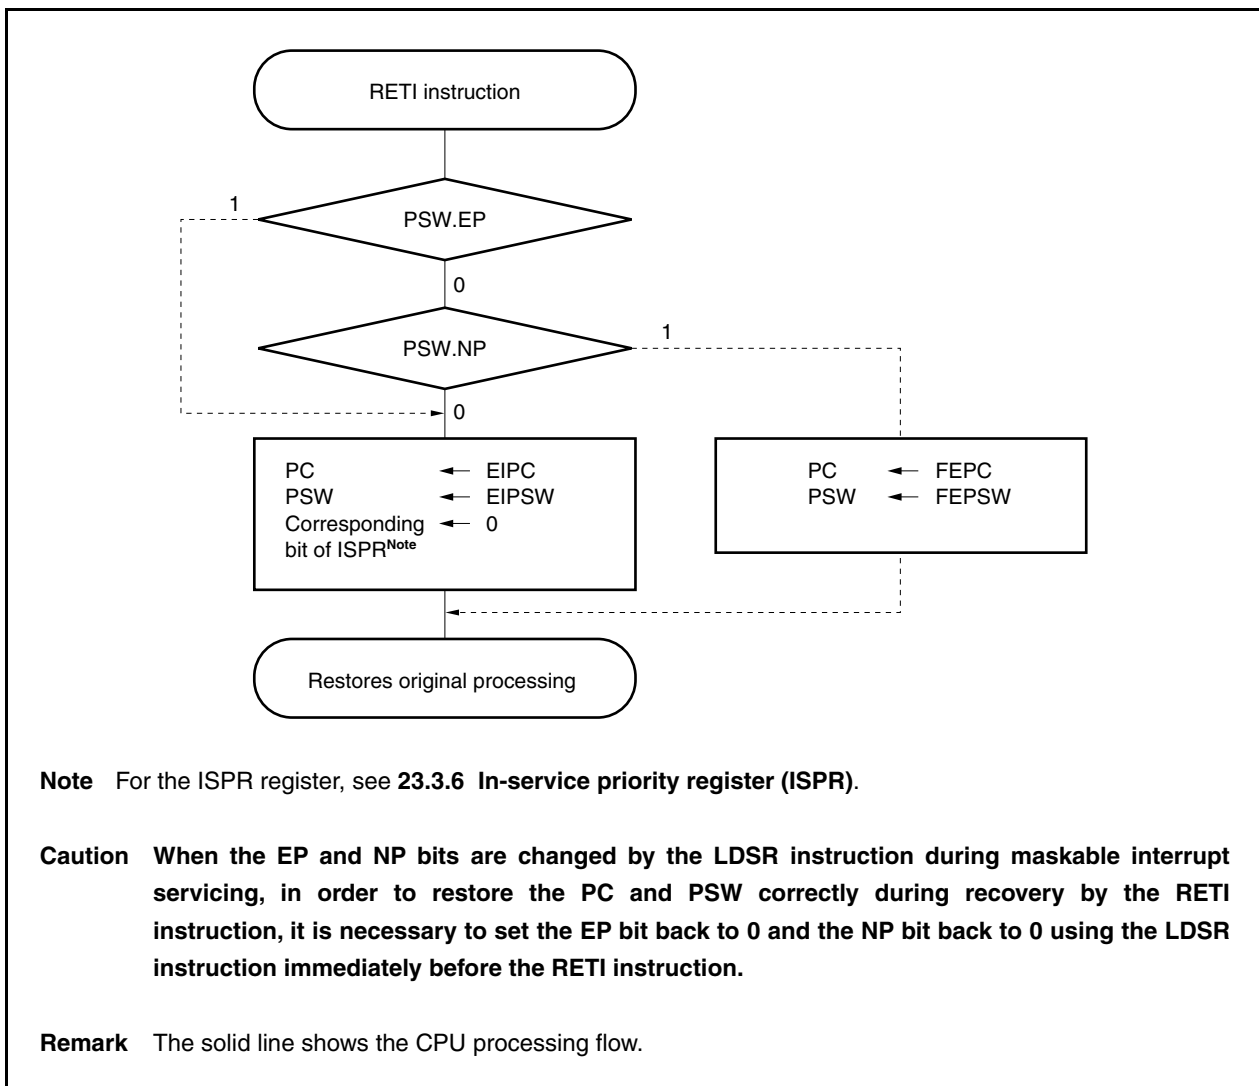 RETI instruction
1
PSW.EP
0
1
PSW.NP
0
PC ← EIPC
PSW ← EIPSW
Corresponding ← 0
bit of ISPRNote
PC ← FEPC
PSW ← FEPSW
Restores original processing
Note For the ISPR register, see 23.3.6 In-service priority register (ISPR).
Caution When the EP and NP bits are changed by the LDSR instruction during maskable interrupt
servicing, in order to restore the PC and PSW correctly during recovery by the RETI
instruction, it is necessary to set the EP bit back to 0 and the NP bit back to 0 using the LDSR
instruction immediately before the RETI instruction.
Remark The solid line shows the CPU processing flow.